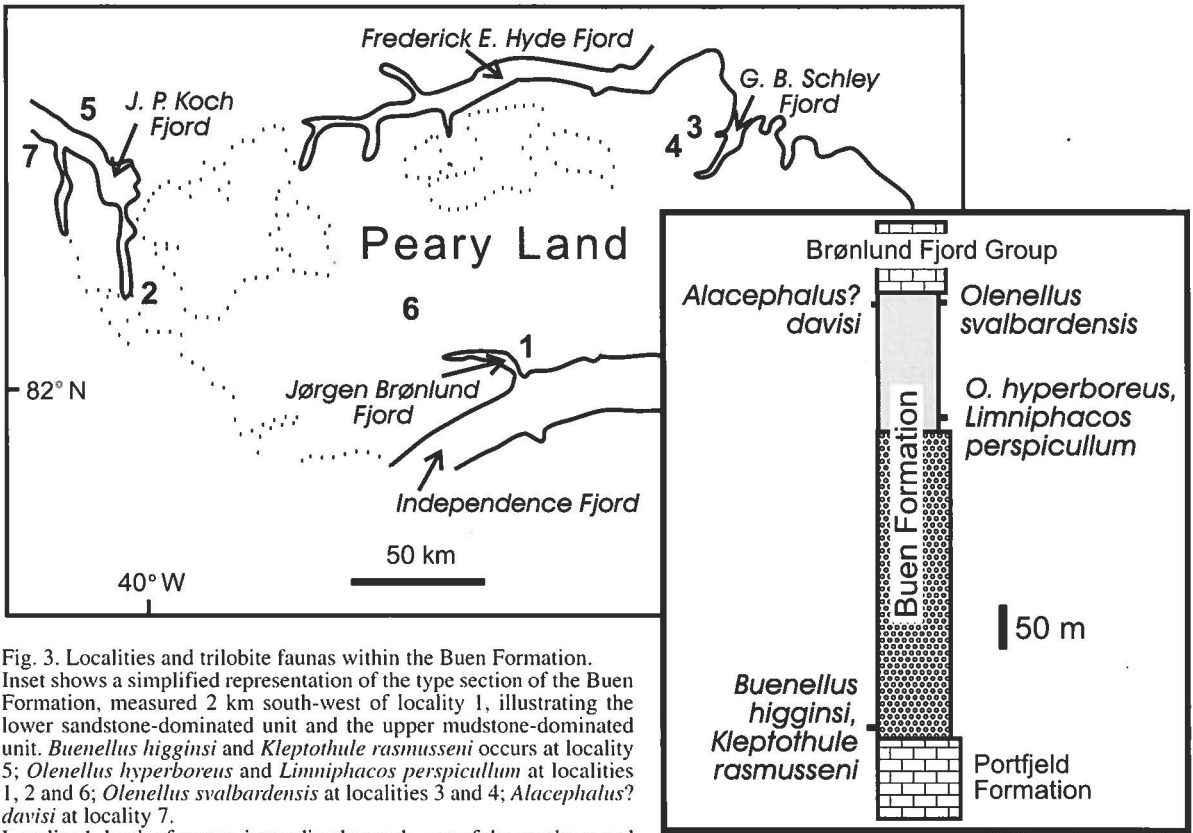 Frederick E. Hyde Fjord
5
J. P. Koch
Fjord
7
G. B. Schley
Fjord
3
4
Peary Land
2
6
1
Jørgen Brønlund
Fjord
82° N
Independence Fjord
50 km
40° W
Brønlund Fjord Group
Alacephalus?
davisi
Olenellus
svalbardensis
O. hyperboreus,
Limniphacos
perspicullum
Buen Formation
50 m
Buenellus
higginsi,
Kleptothule
rasmusseni
Portfjeld
Formation
Fig. 3. Localities and trilobite faunas within the Buen Formation.
Inset shows a simplified representation of the type section of the Buen
Formation, measured 2 km south-west of locality 1, illustrating the
lower sandstone-dominated unit and the upper mudstone-dominated
unit. Buenellus higginsi and Kleptothule rasmusseni occurs at locality
5; Olenellus hyperboreus and Limniphacos perspicullum at localities
1, 2 and 6; Olenellus svalbardensis at localities 3 and 4; Alacephalus?
davisi at locality 7.